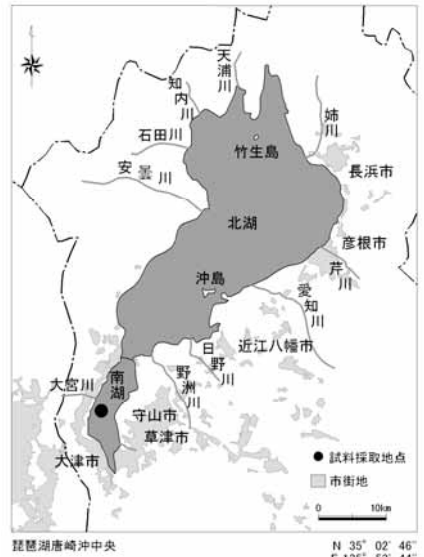 天浦川
知内川
石田川
安曇川
姉川
竹生島
長浜市
北湖
彦根市
芹川
沖島
愛知川
近江八幡市
日野川
野洲川
大宮川
南湖
守山市
草津市
大津市
●試料採取地点
市街地
0 10km
琵琶湖唐崎沖中央
N 35° 02′ 46″